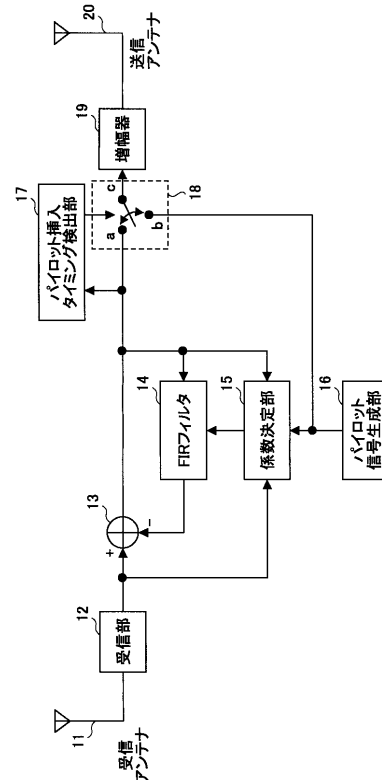 11
受信
アンテナ
12
受信部
13
+
−
14
FIRフィルタ
15
係数決定部
16
パイロット
信号生成部
17
パイロット挿入
タイミング検出部
a
b
c
18
19
増幅器
20
送信
アンテナ